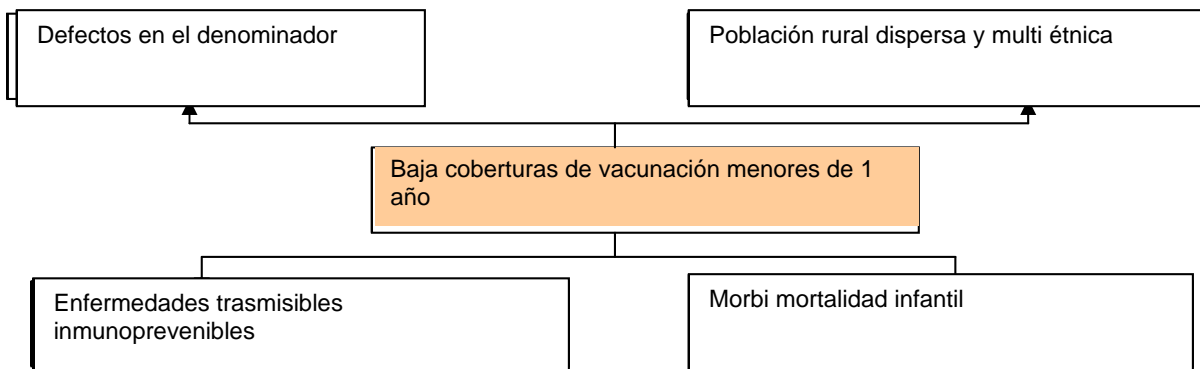 Defectos en el denominador
Población rural dispersa y multi étnica
Baja coberturas de vacunación menores de 1
año
Enfermedades trasmisibles
inmunoprevenibles
Morbi mortalidad infantil